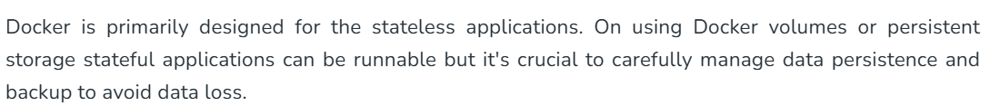 Docker is primarily designed for the stateless applications. On using Docker volumes or persistent
storage stateful applications can be runnable but it's crucial to carefully manage data persistence and
backup to avoid data loss.